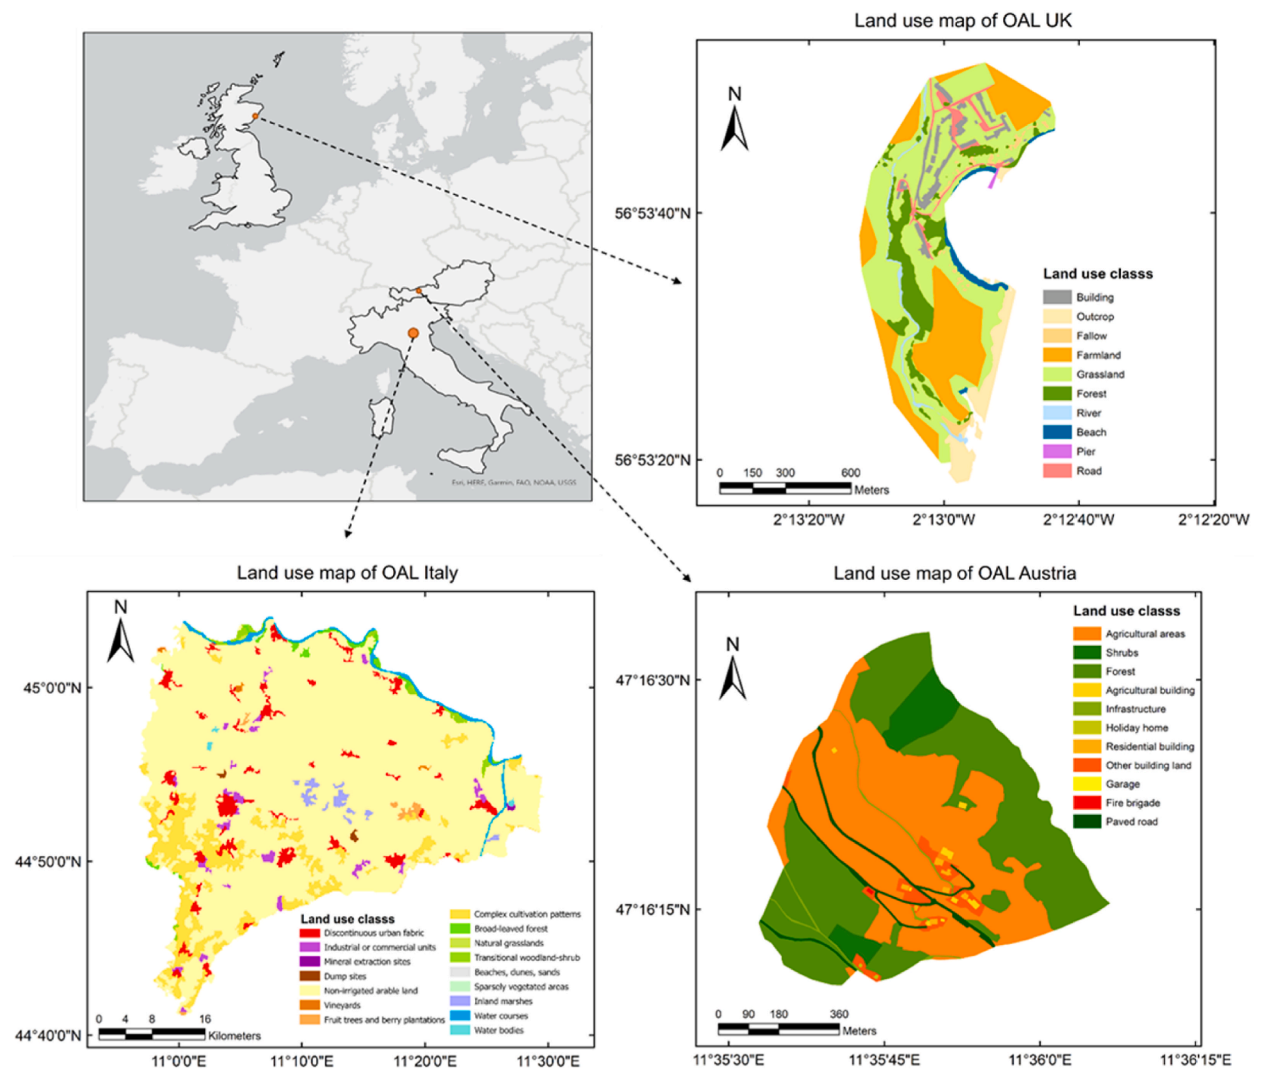 Esri, HERE, Garmin, FAO, NOAA, USGS
Land use map of OAL UK
N
56°53'40"N
56°53'20"N
Land use classs
Building
Outcrop
Fallow
Farmland
Grassland
Forest
River
Beach
Pier
Road
0 150 300 600
Meters
2°13'20"W 2°13'0"W 2°12'40"W 2°12'20"W
Land use map of OAL Italy
N
45°0'0"N
44°50'0"N
44°40'0"N
Land use classs
Discontinuous urban fabric
Industrial or commercial units
Mineral extraction sites
Dump sites
Non-irrigated arable land
Vineyards
Fruit trees and berry plantations
Complex cultivation patterns
Broad-leaved forest
Natural grasslands
Transitional woodland-shrub
Beaches, dunes, sands
Sparsely vegetated areas
Inland marshes
Water courses
Water bodies
0 4 8 16
Kilometers
11°0'0"E 11°10'0"E 11°20'0"E 11°30'0"E
Land use map of OAL Austria
N
47°16'30"N
47°16'15"N
Land use classs
Agricultural areas
Shrubs
Forest
Agricultural building
Infrastructure
Holiday home
Residential building
Other building land
Garage
Fire brigade
Paved road
0 90 180 360
Meters
11°35'30"E 11°35'45"E 11°36'0"E 11°36'15"E